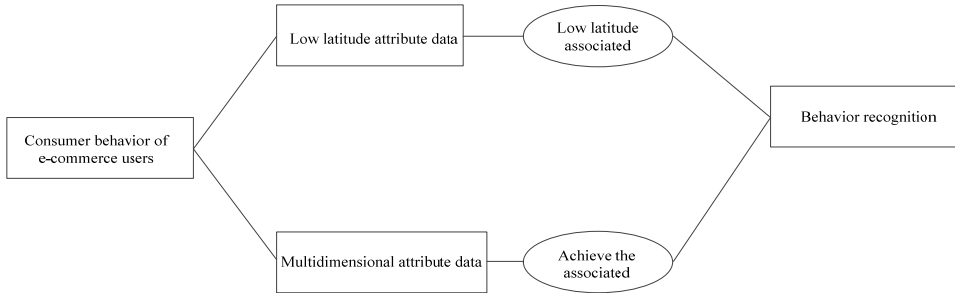 Low latitude attribute data
Low latitude
associated
Consumer behavior of
e-commerce users
Behavior recognition
Multidimensional attribute data
Achieve the
associated